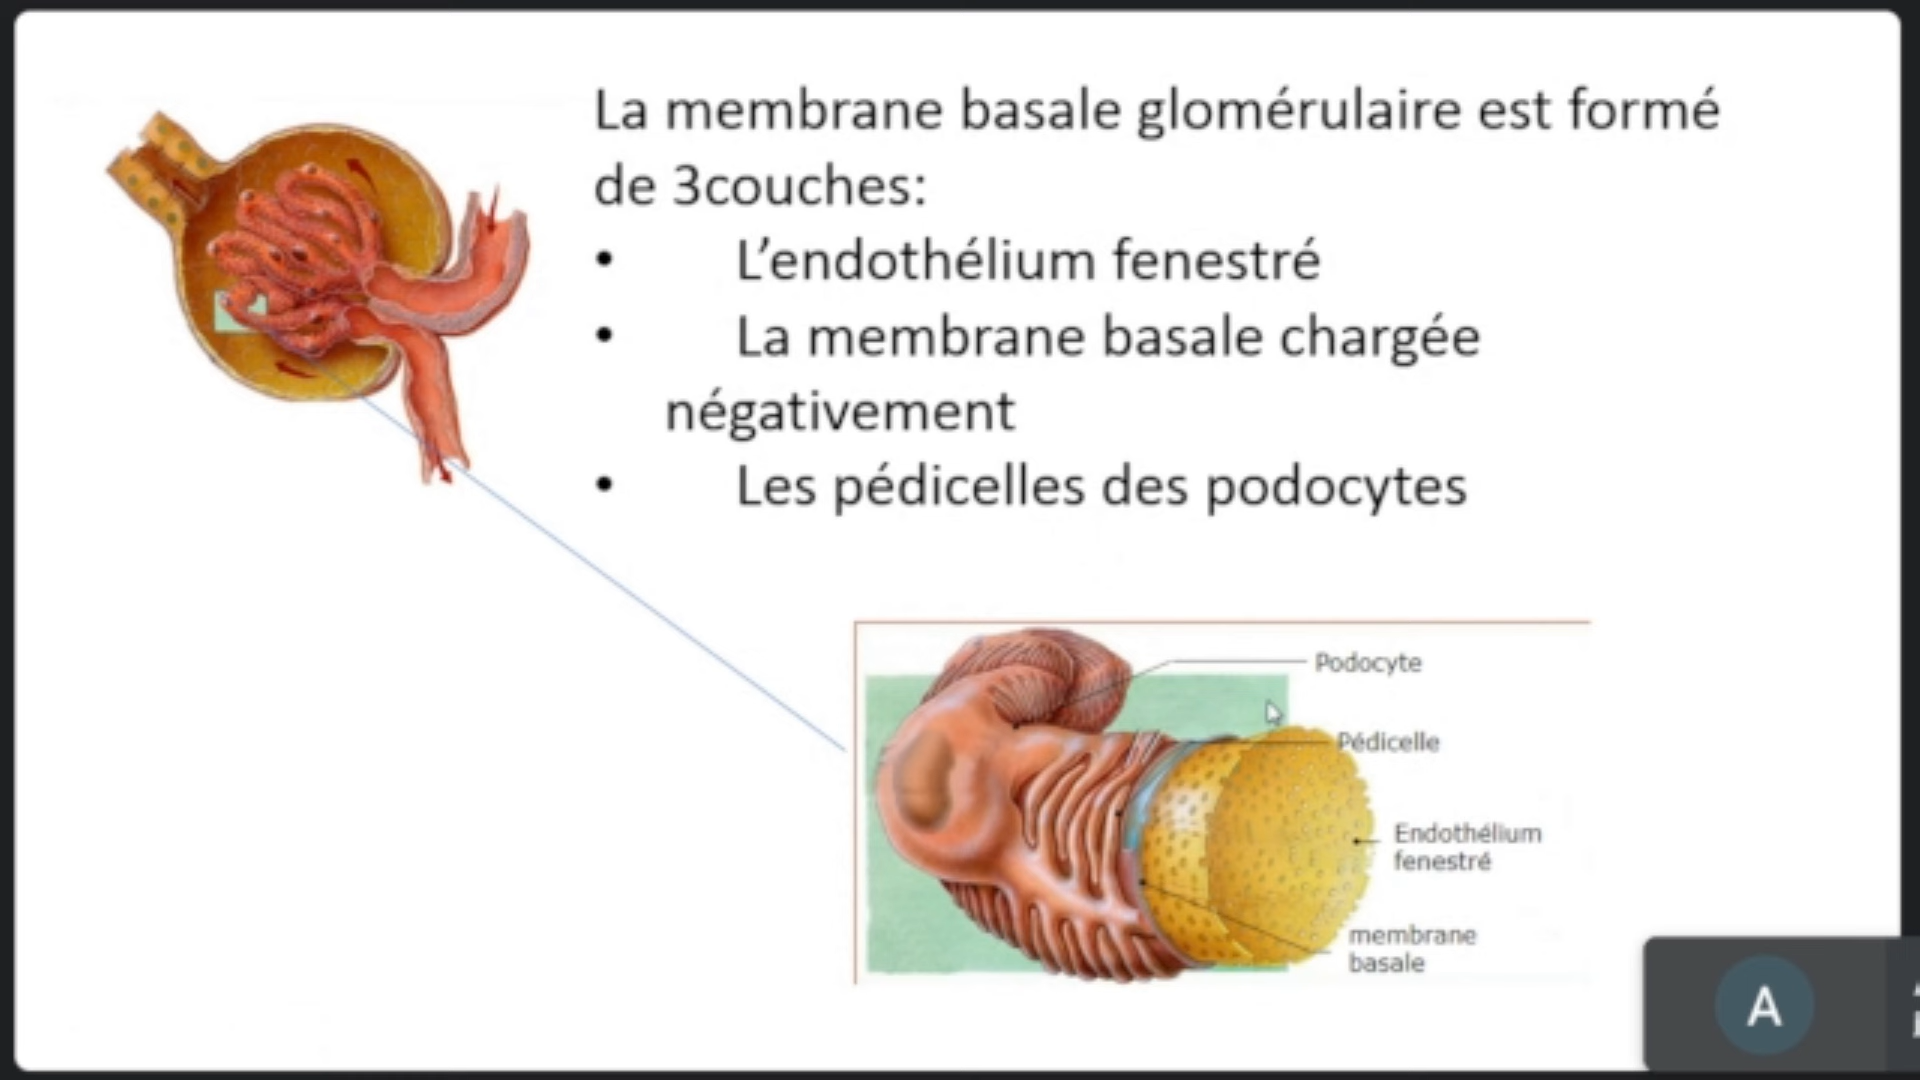 La membrane basale glomérulaire est formé
de 3couches:
• L’endothélium fenestré
• La membrane basale chargée
négativement
• Les pédicelles des podocytes
Podocyte
Pédicelle
Endothélium
fenestré
membrane
basale
A